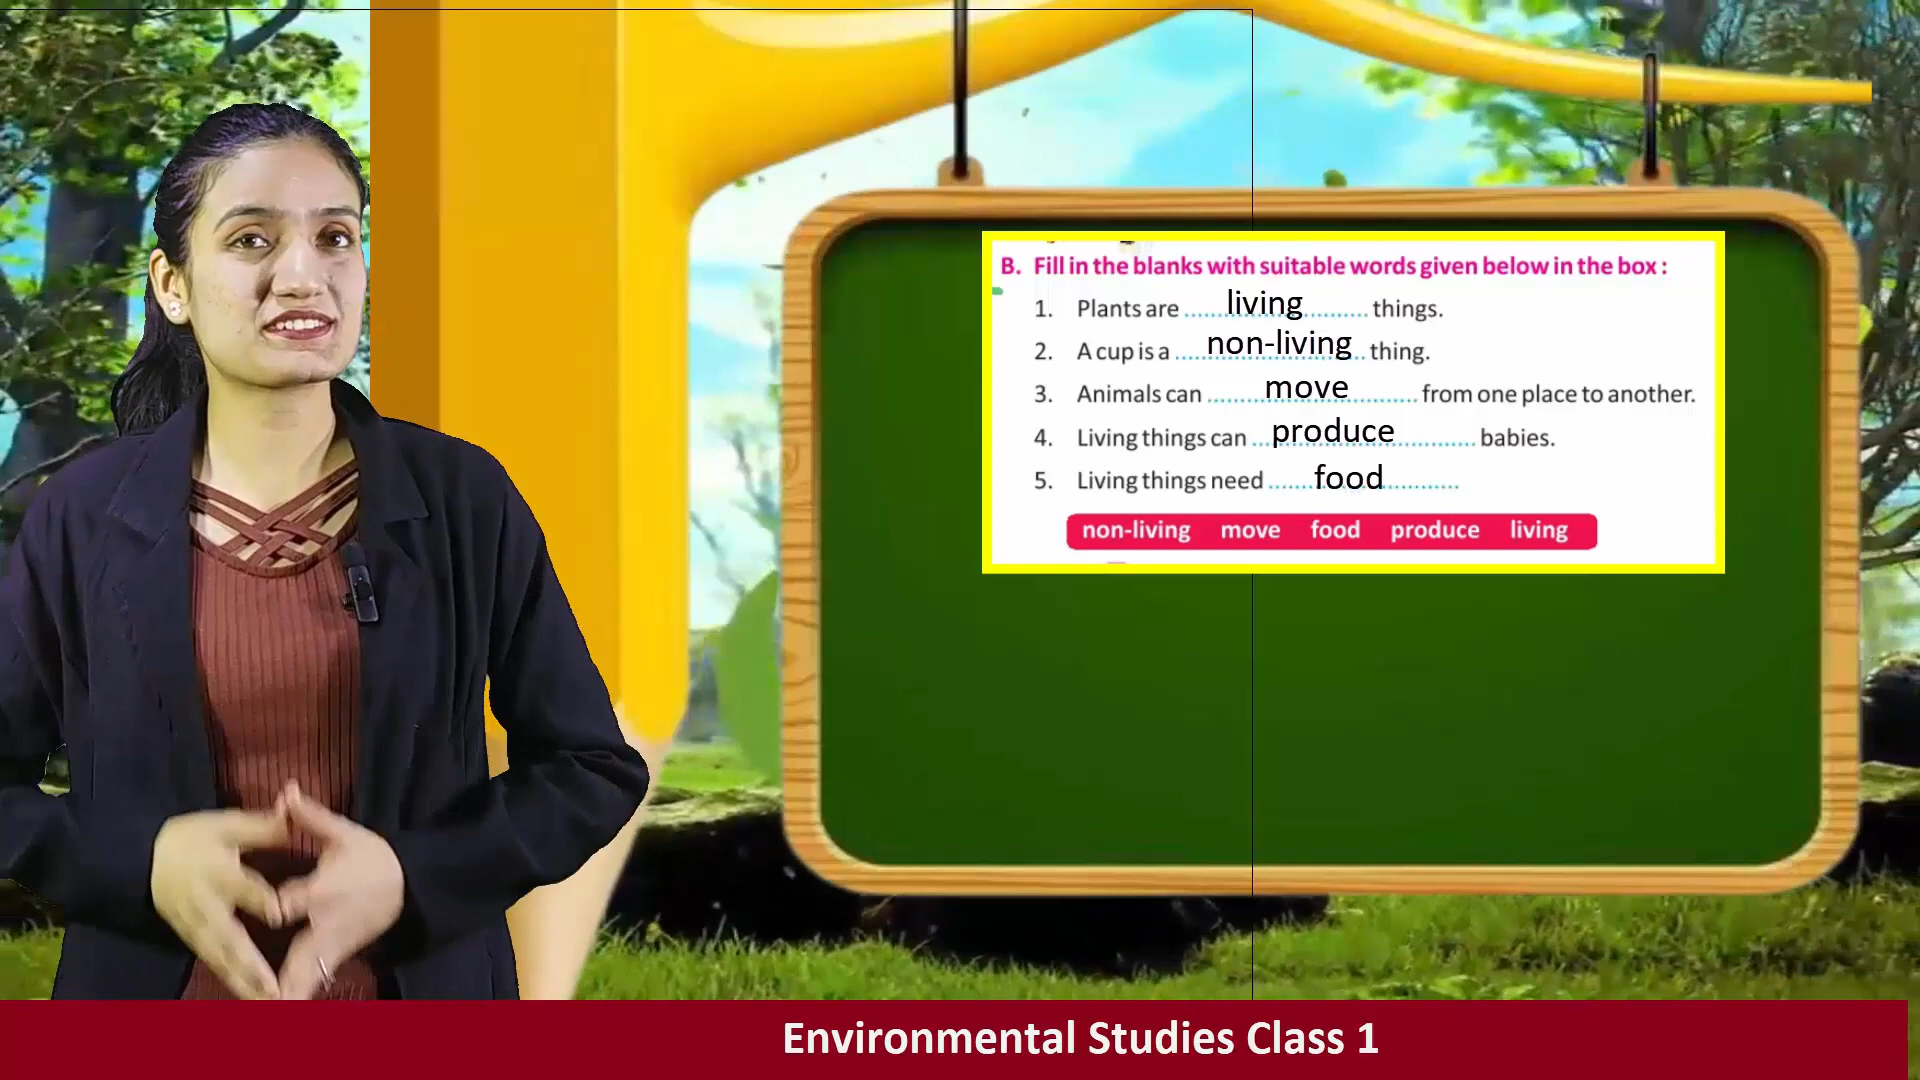 B. Fill in the blanks with suitable words given below in the box :
1. Plants are ..... living ..... things.
2. A cup is a ..... non-living ..... thing.
3. Animals can ..... move ..... from one place to another.
4. Living things can ..... produce ..... babies.
5. Living things need ..... food .....
non-living move food produce living
Environmental Studies Class 1